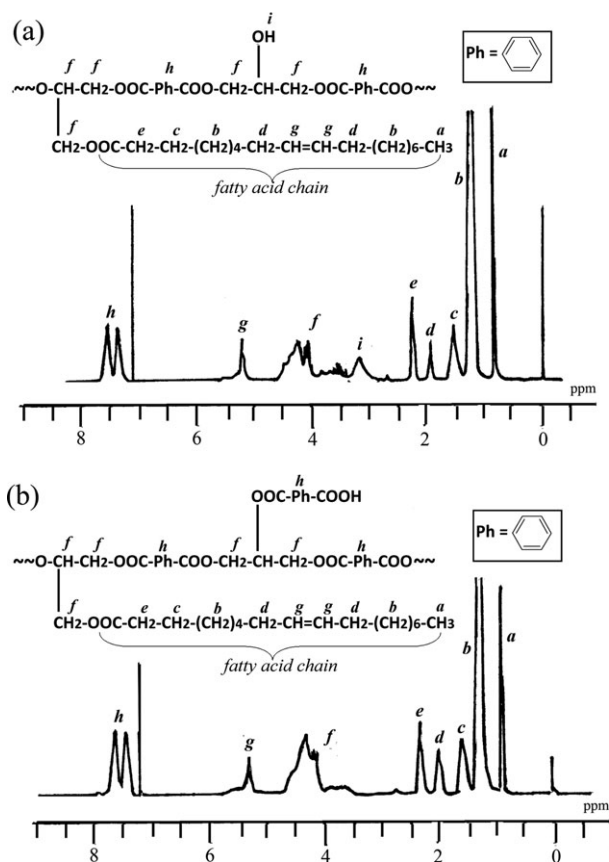 (a)
i
OH
Ph =
f f h f f h
~~O-CH-CH2-OOC-Ph-COO-CH2-CH-CH2-OOC-Ph-COO~~
f e c b d g g d b a
CH2-OOC-CH2-CH2-(CH2)4-CH2-CH=CH-CH2-(CH2)6-CH3
fatty acid chain
b
a
h
g
f
i
e
d
c
ppm
8 6 4 2 0
(b)
h
OOC-Ph-COOH
Ph =
f f h f f h
~~O-CH-CH2-OOC-Ph-COO-CH2-CH-CH2-OOC-Ph-COO~~
f e c b d g g d b a
CH2-OOC-CH2-CH2-(CH2)4-CH2-CH=CH-CH2-(CH2)6-CH3
fatty acid chain
b
a
h
g
f
e
d
c
ppm
9 8 6 4 2 0